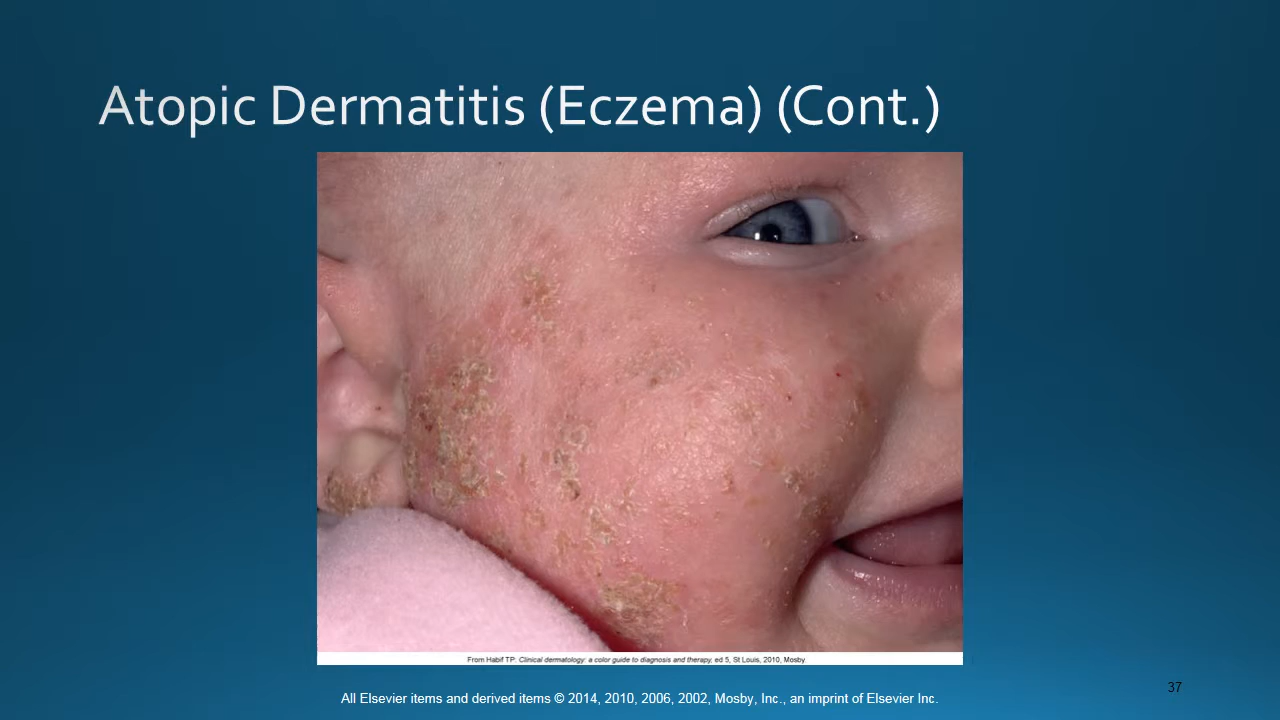 Atopic Dermatitis (Eczema) (Cont.)
From Habif TP: Clinical dermatology: a color guide to diagnosis and therapy, ed 5, St Louis, 2010, Mosby
37
All Elsevier items and derived items © 2014, 2010, 2006, 2002, Mosby, Inc., an imprint of Elsevier Inc.